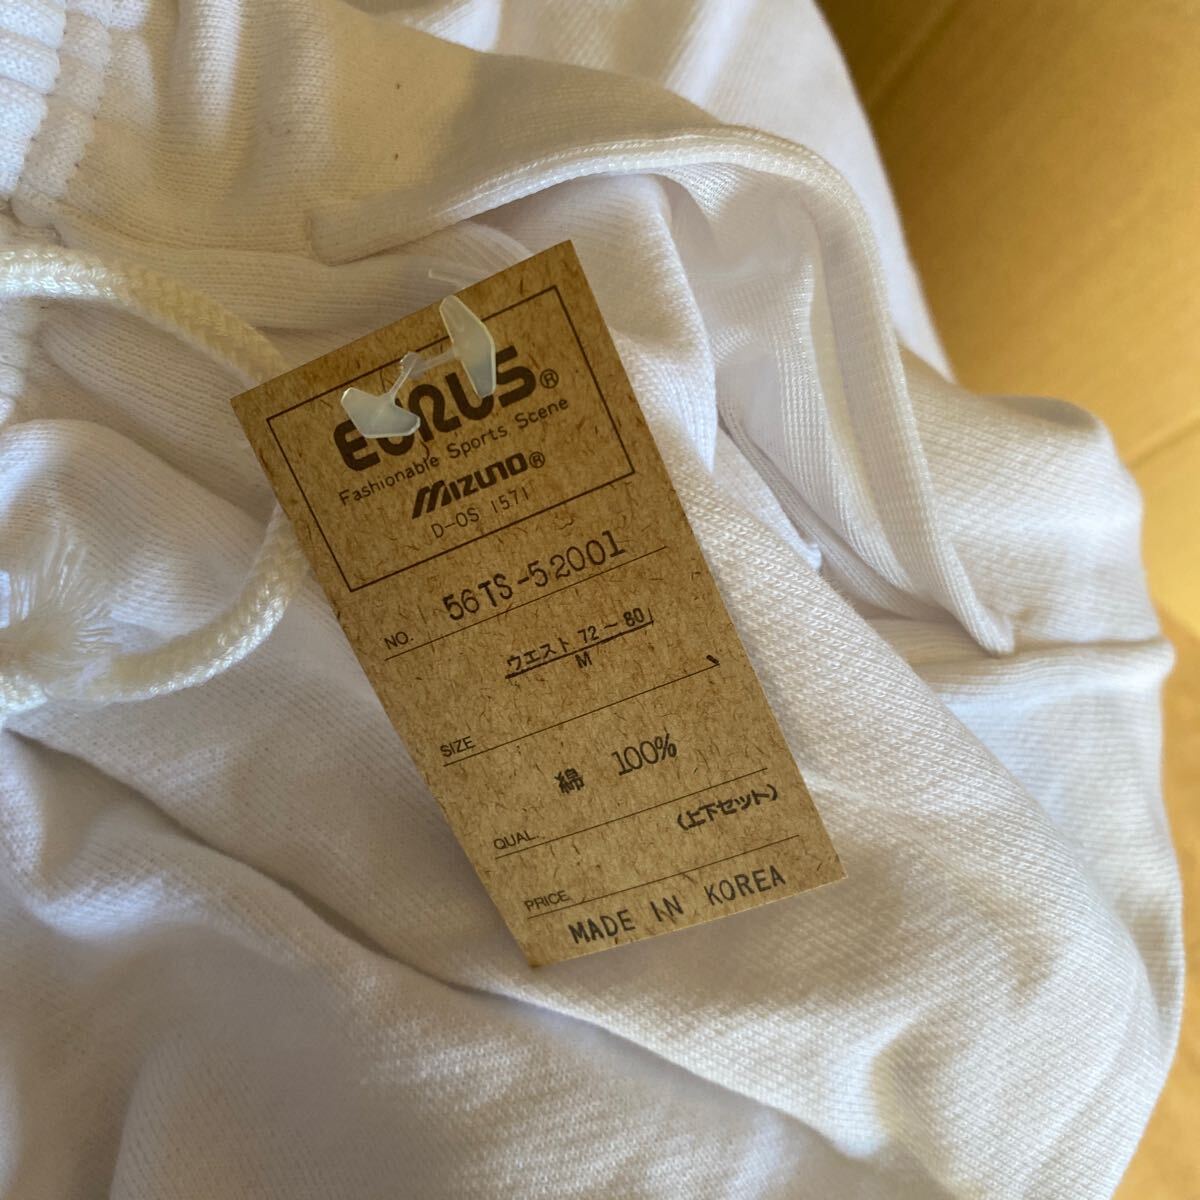 EURUS®
Fashionable Sports Scene
MIZUNO®
D-OS 1571
NO. 56TS-52001
ウエスト 72～80
M
SIZE
綿 100%
QUAL.
(上下セット)
PRICE
MADE IN KOREA